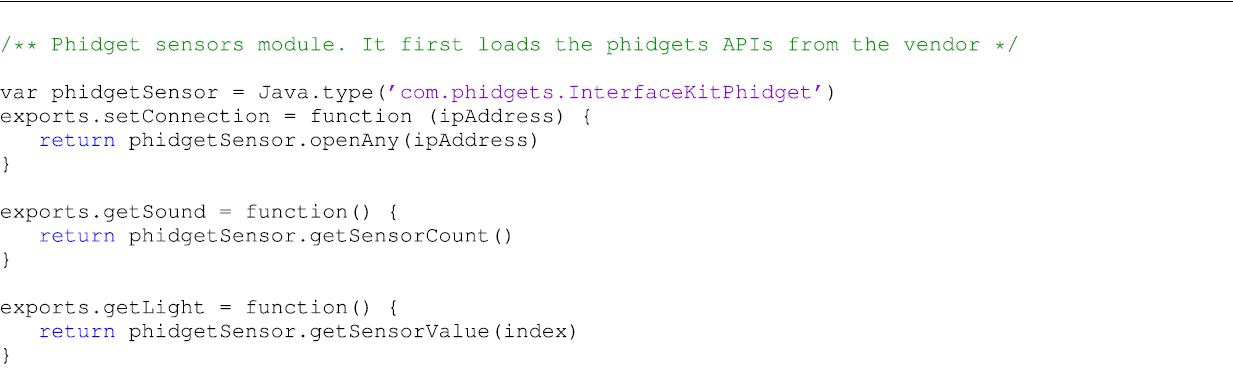 /** Phidget sensors module. It first loads the phidgets APIs from the vendor */
var phidgetSensor = Java.type('com.phidgets.InterfaceKitPhidget')
exports.setConnection = function (ipAddress) {
   return phidgetSensor.openAny(ipAddress)
}
exports.getSound = function() {
   return phidgetSensor.getSensorCount()
}
exports.getLight = function() {
   return phidgetSensor.getSensorValue(index)
}